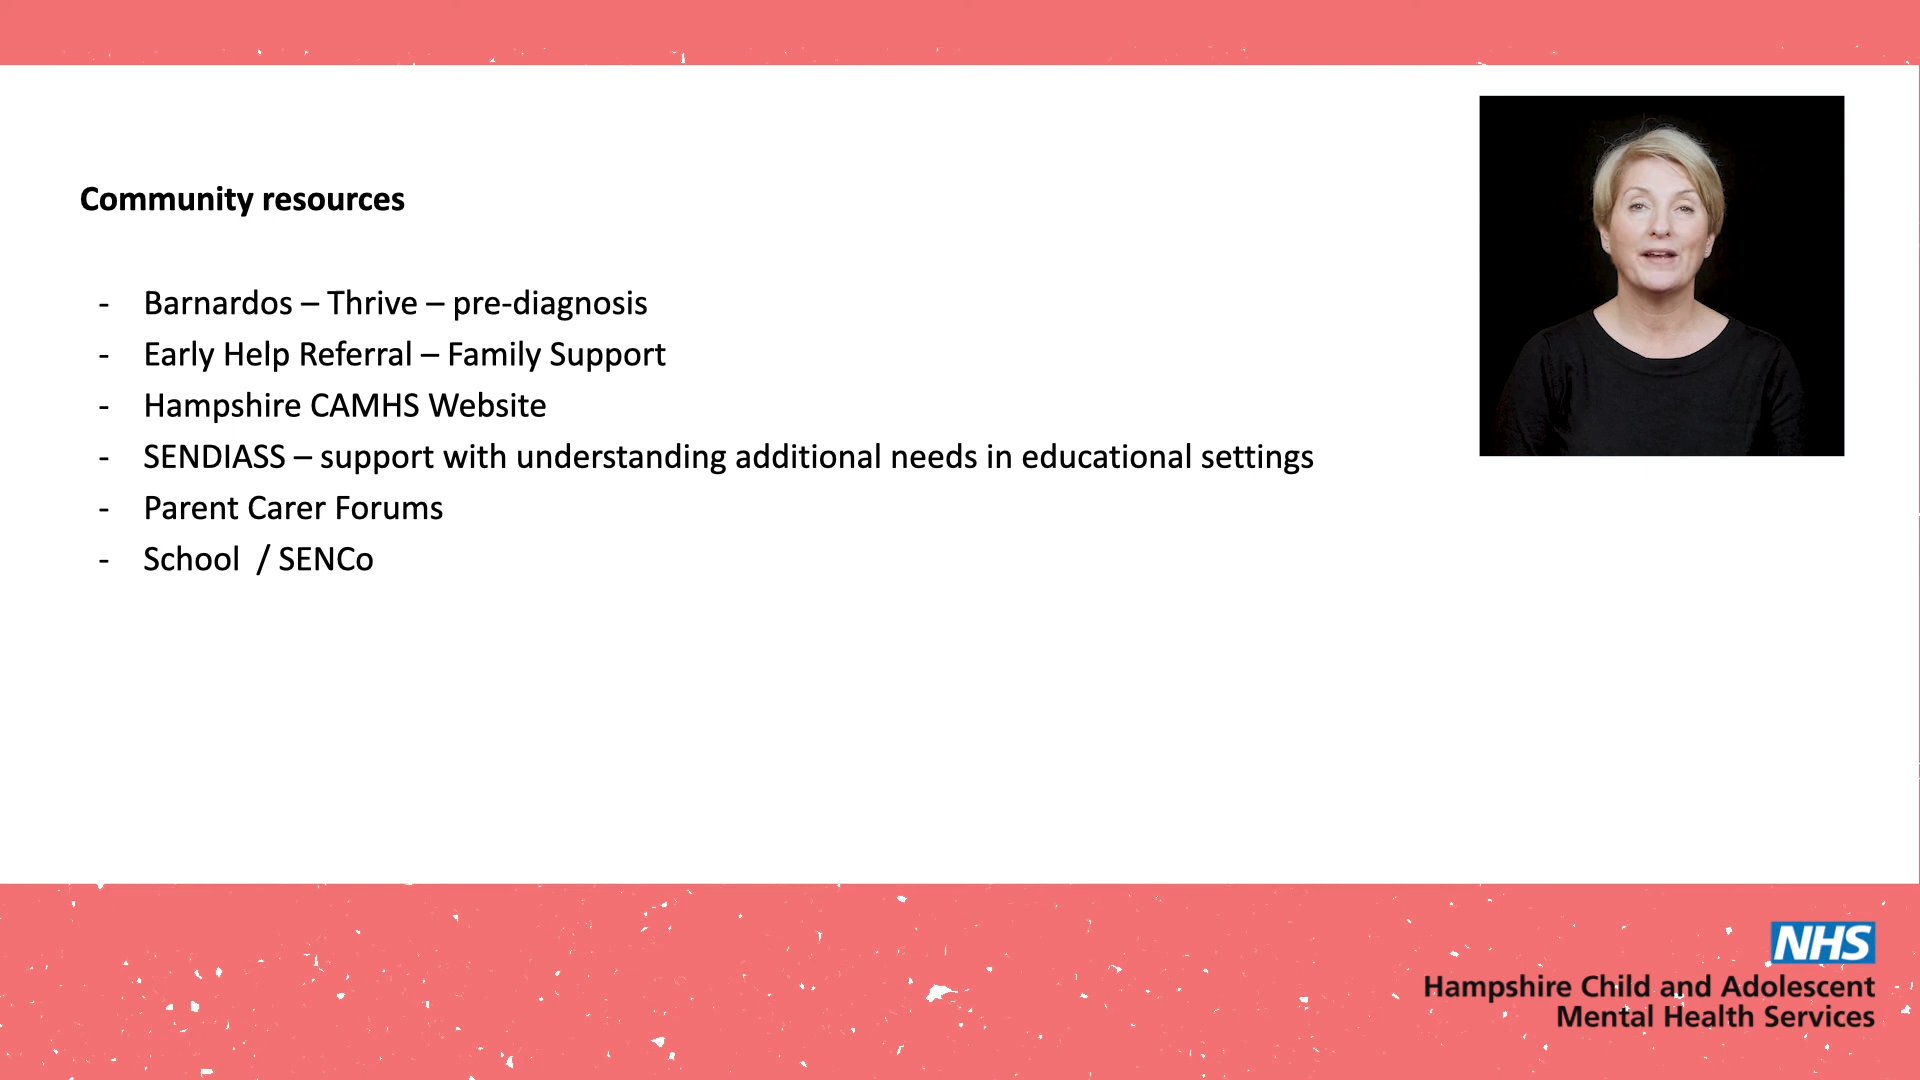 Community resources
- Barnardos – Thrive – pre-diagnosis
- Early Help Referral – Family Support
- Hampshire CAMHS Website
- SENDIASS – support with understanding additional needs in educational settings
- Parent Carer Forums
- School / SENCo
NHS
Hampshire Child and Adolescent
Mental Health Services